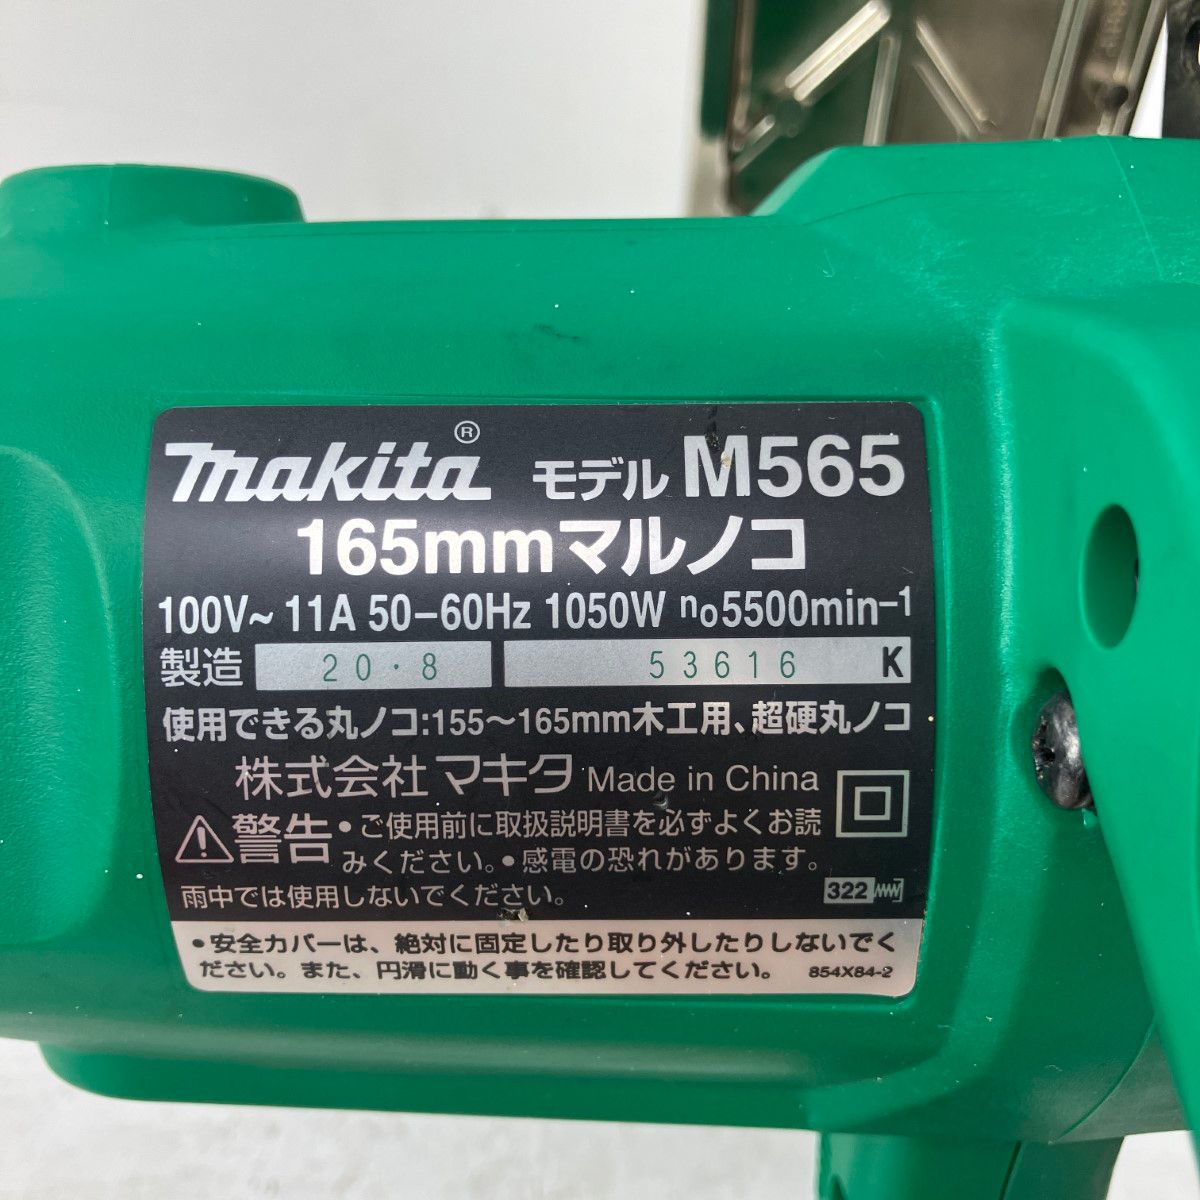 makita® モデル M565
165mmマルノコ
100V~ 11A 50-60Hz 1050W n₀5500min⁻¹
製造 20・8 53616 K
使用できる丸ノコ:155～165mm木工用、超硬丸ノコ
株式会社 マキタ Made in China
警告 •ご使用前に取扱説明書を必ずよくお読
みください。•感電の恐れがあります。
雨中では使用しないでください。 322
•安全カバーは、絶対に固定したり取り外したりしないでく
ださい。また、円滑に動く事を確認してください。 854X84-2